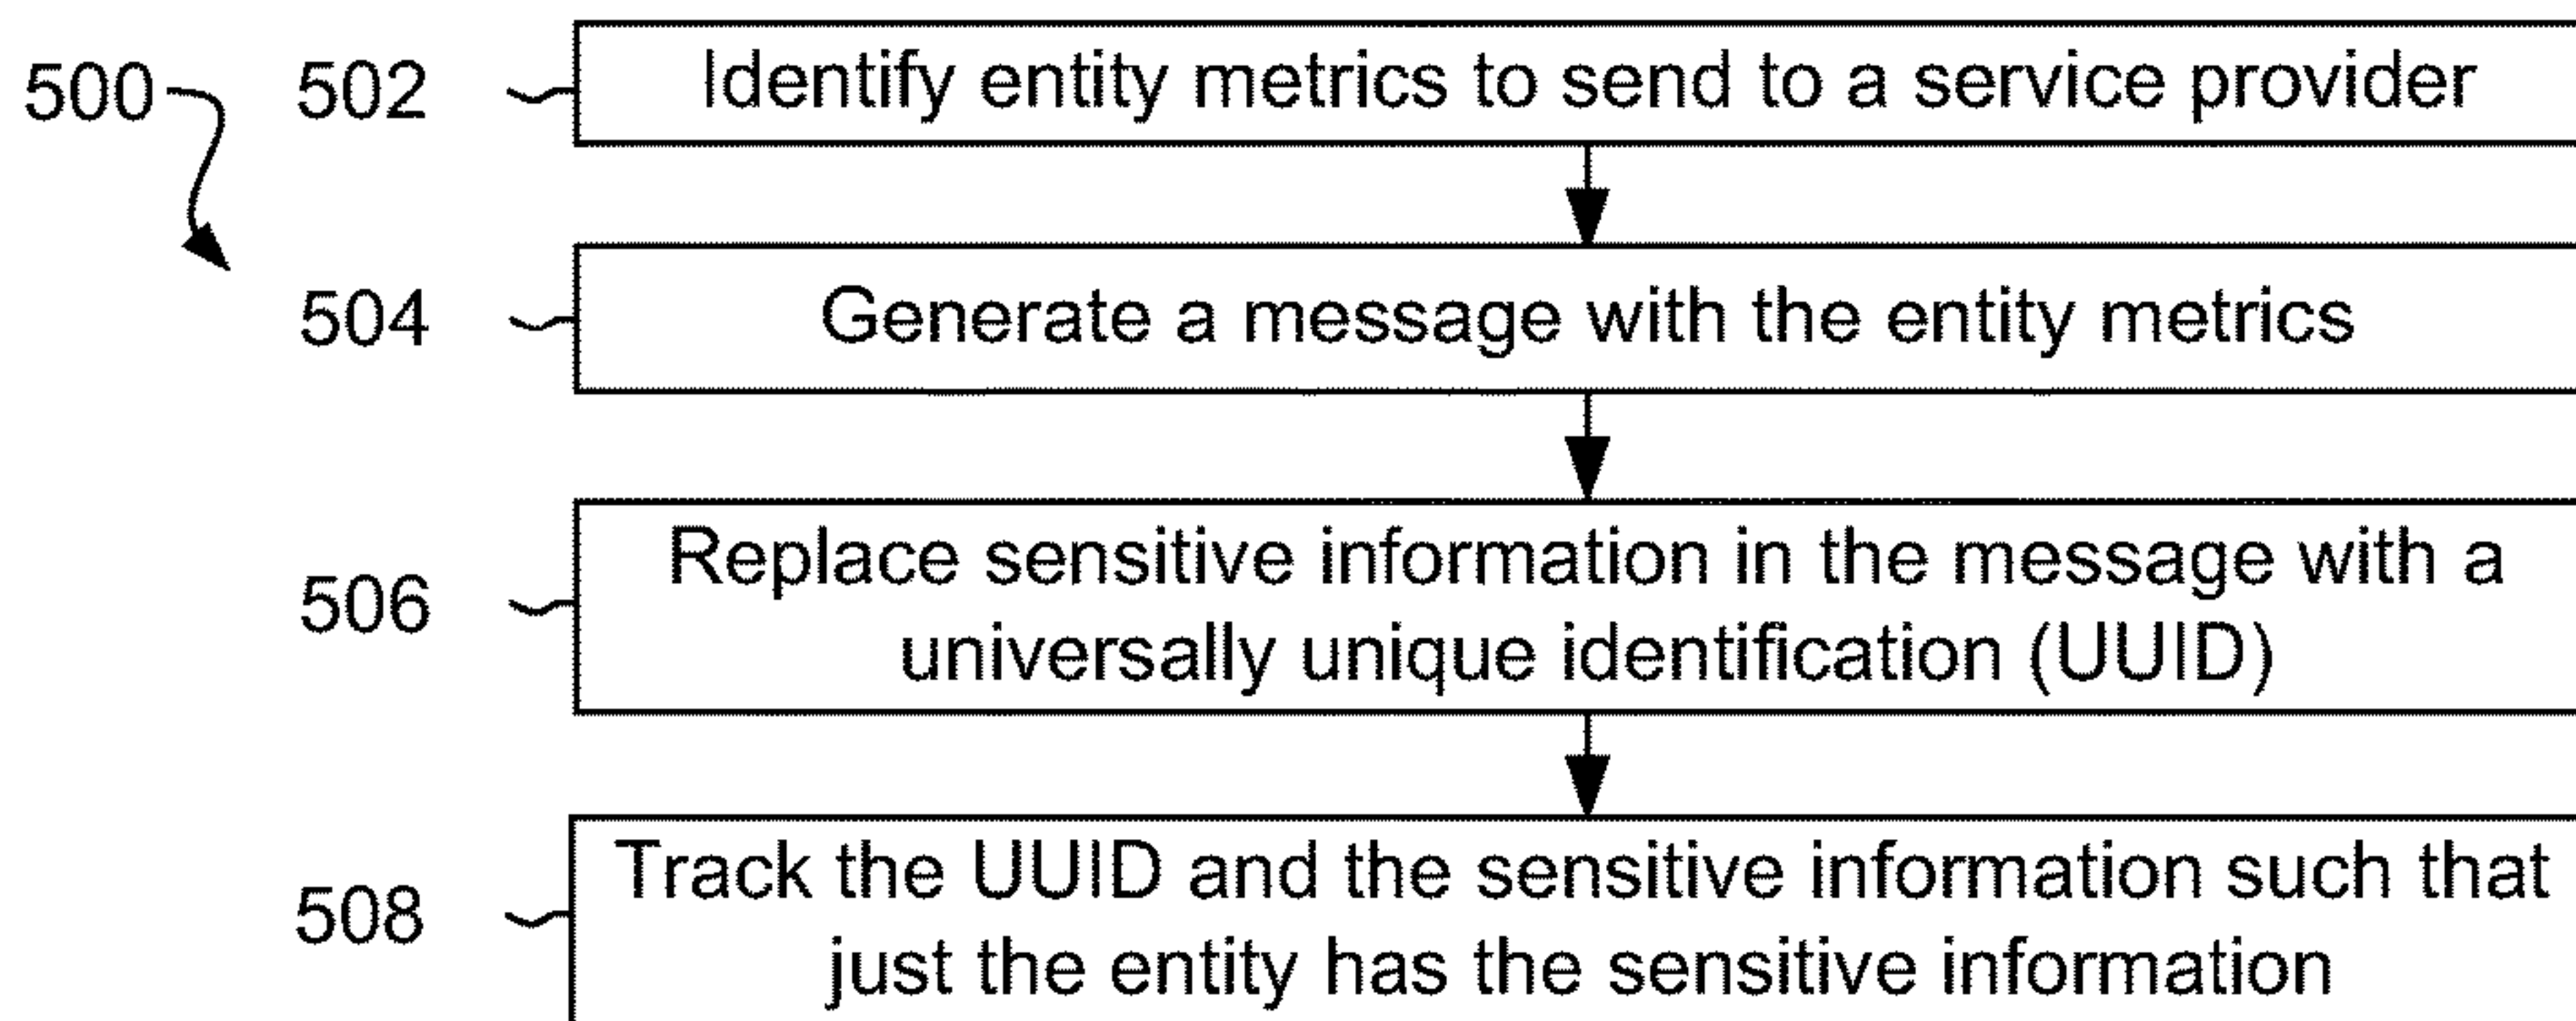 500
502 Identify entity metrics to send to a service provider
504 Generate a message with the entity metrics
506 Replace sensitive information in the message with a
universally unique identification (UUID)
508 Track the UUID and the sensitive information such that
just the entity has the sensitive information